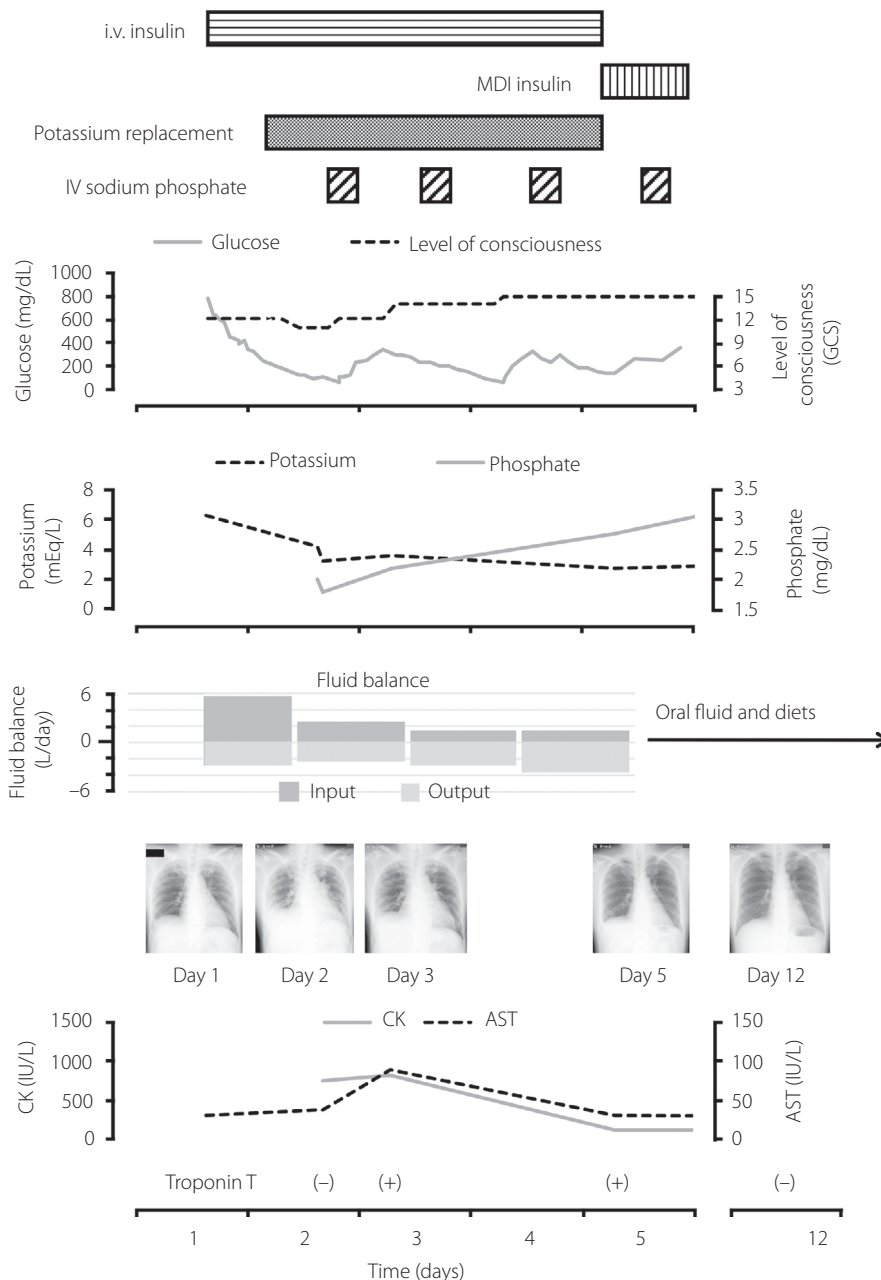 i.v. insulin
MDI insulin
Potassium replacement
IV sodium phosphate
Glucose
Level of consciousness
Glucose (mg/dL)
1000
800
600
400
200
0
15
12
9
6
3
Level of
consciousness
(GCS)
Potassium
Phosphate
Potassium
(mEq/L)
8
6
4
2
0
3.5
3
2.5
2
1.5
Phosphate
(mg/dL)
Fluid balance
Fluid balance
(L/day)
6
0
–6
Oral fluid and diets
Input
Output
Day 1
Day 2
Day 3
Day 5
Day 12
CK
AST
CK (IU/L)
1500
1000
500
0
150
100
50
0
AST (IU/L)
Troponin T
(–)
(+)
(+)
(–)
1
2
3
4
5
12
Time (days)